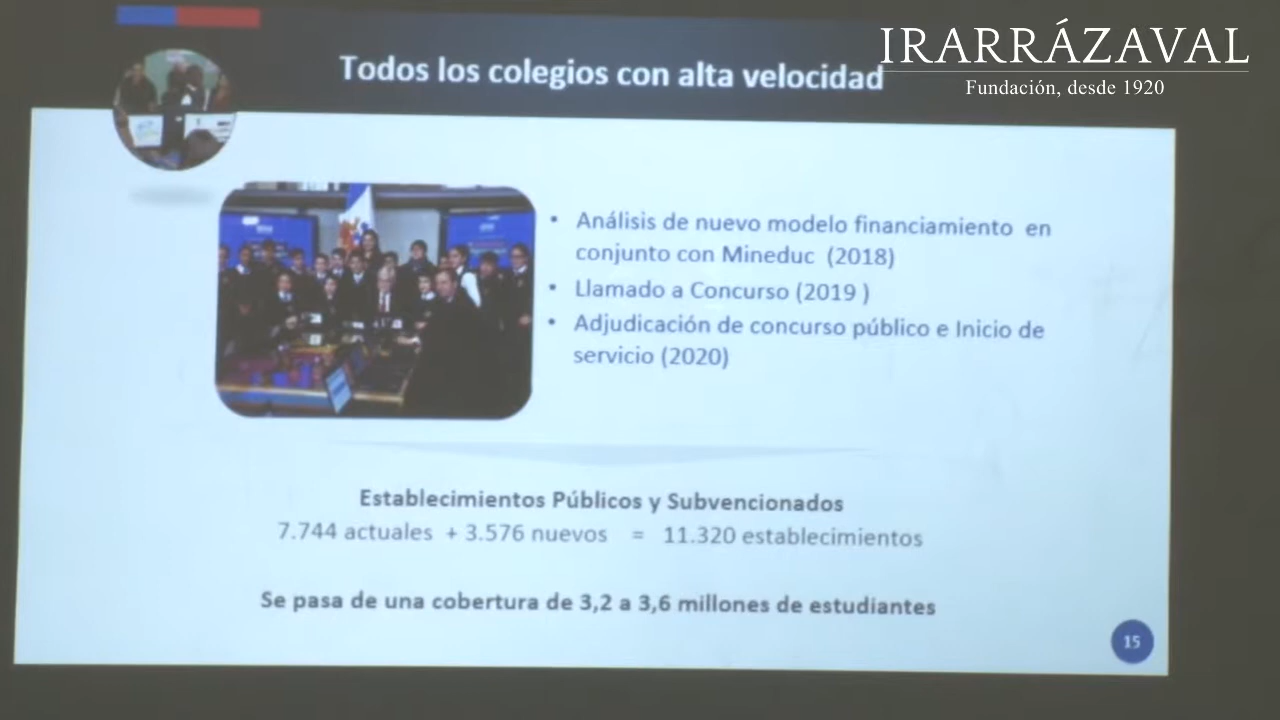 Todos los colegios con alta velocidad
IRARRÁZAVAL
Fundación, desde 1920
• Análisis de nuevo modelo financiamiento en
conjunto con Mineduc (2018)
• Llamado a Concurso (2019 )
• Adjudicación de concurso público e Inicio de
servicio (2020)
Establecimientos Públicos y Subvencionados
7.744 actuales + 3.576 nuevos = 11.320 establecimientos
Se pasa de una cobertura de 3,2 a 3,6 millones de estudiantes
15